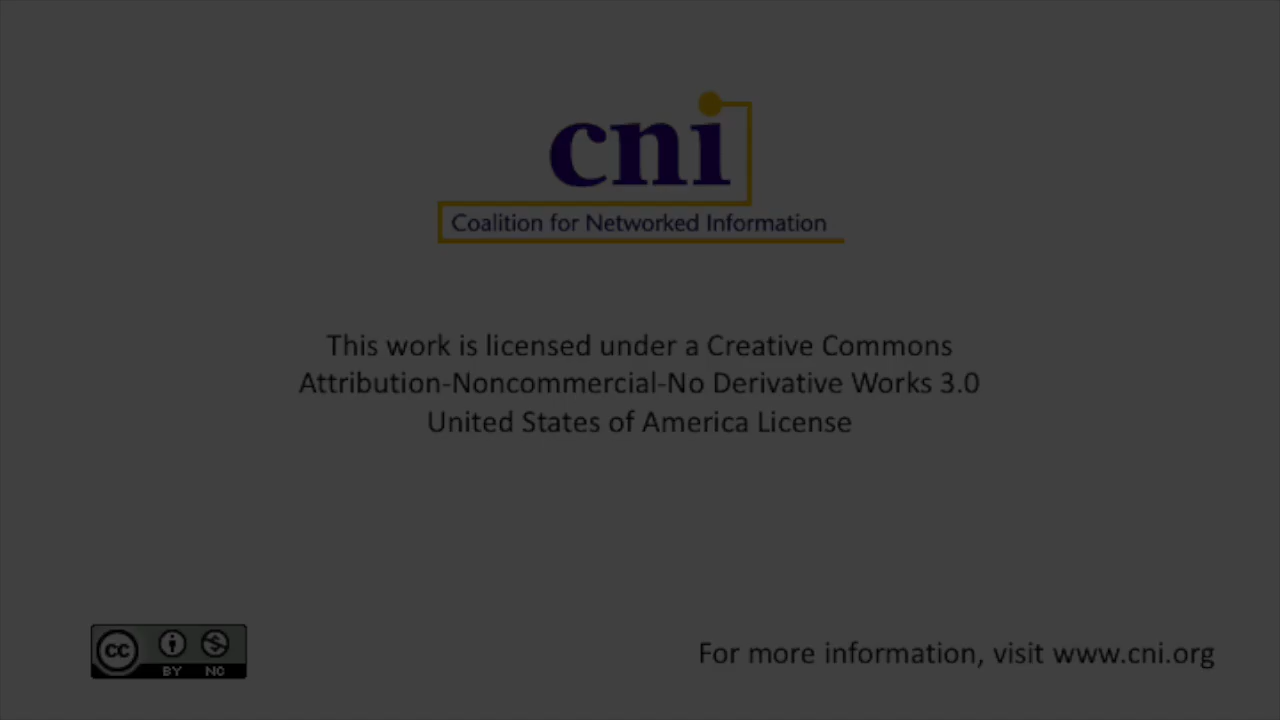 cni
Coalition for Networked Information
This work is licensed under a Creative Commons
Attribution-Noncommercial-No Derivative Works 3.0
United States of America License
cc
BY NC
For more information, visit www.cni.org